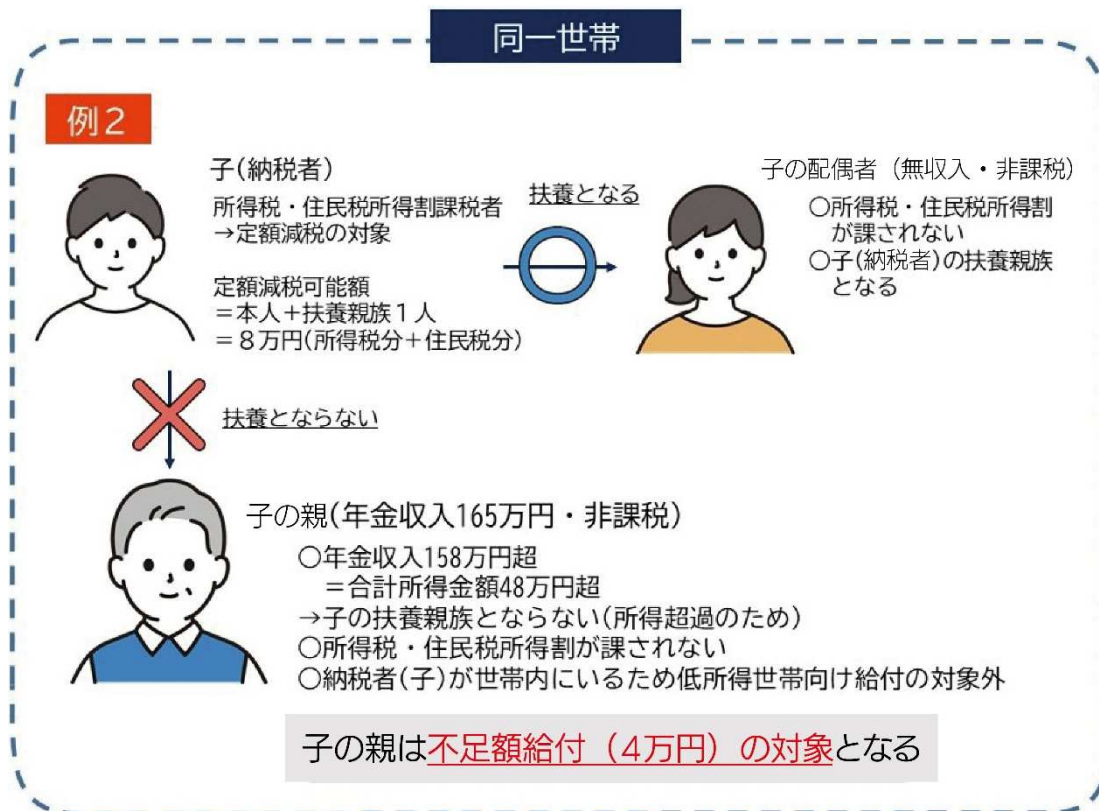 同一世帯
例２
子(納税者)
所得税・住民税所得割課税者
→定額減税の対象
定額減税可能額
＝本人＋扶養親族１人
＝８万円(所得税分＋住民税分)
扶養となる
子の配偶者（無収入・非課税）
○所得税・住民税所得割
が課されない
○子(納税者)の扶養親族
となる
扶養とならない
子の親(年金収入165万円・非課税)
○年金収入158万円超
＝合計所得金額48万円超
→子の扶養親族とならない(所得超過のため)
○所得税・住民税所得割が課されない
○納税者(子)が世帯内にいるため低所得世帯向け給付の対象外
子の親は不足額給付（4万円）の対象となる